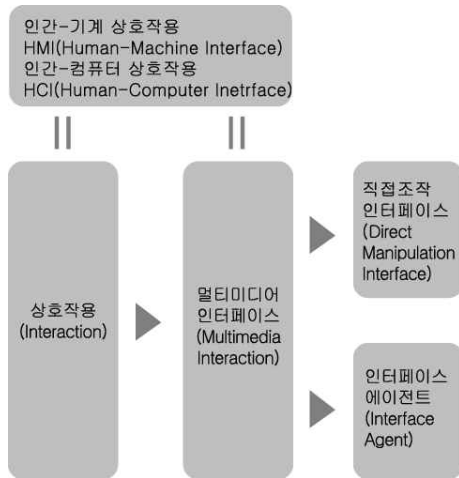 인간-기계 상호작용
HMI(Human-Machine Interface)
인간-컴퓨터 상호작용
HCI(Human-Computer Inetrface)
상호작용
(Interaction)
멀티미디어
인터페이스
(Multimedia
Interaction)
직접조작
인터페이스
(Direct
Manipulation
Interface)
인터페이스
에이전트
(Interface
Agent)